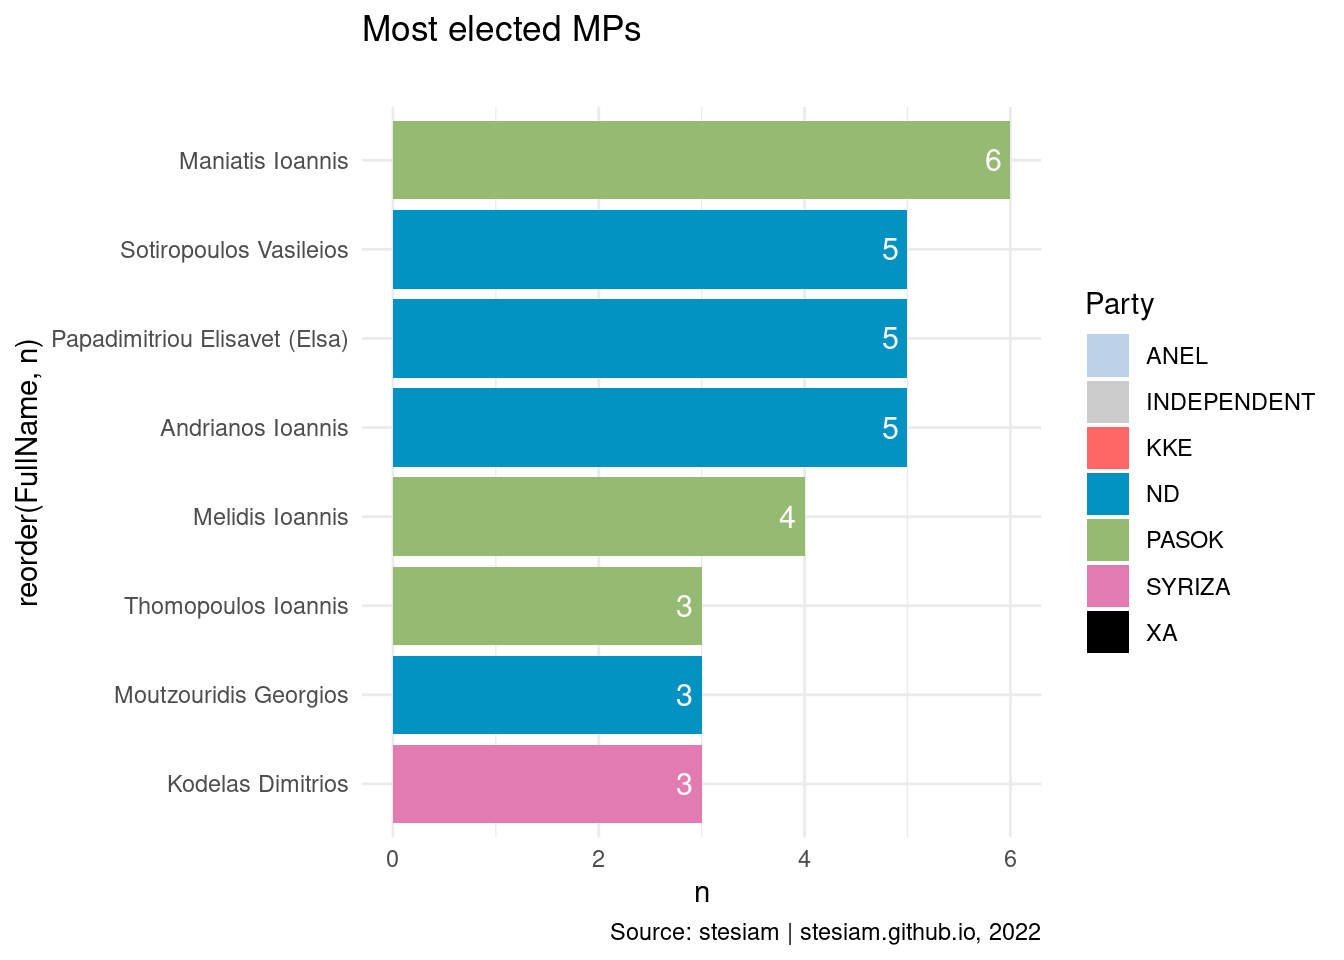 Most elected MPs
reorder(FullName, n)
Maniatis Ioannis
6
Sotiropoulos Vasileios
5
Papadimitriou Elisavet (Elsa)
5
Andrianos Ioannis
5
Melidis Ioannis
4
Thomopoulos Ioannis
3
Moutzouridis Georgios
3
Kodelas Dimitrios
3
0 2 4 6
n
Party
ANEL
INDEPENDENT
KKE
ND
PASOK
SYRIZA
XA
Source: stesiam | stesiam.github.io, 2022